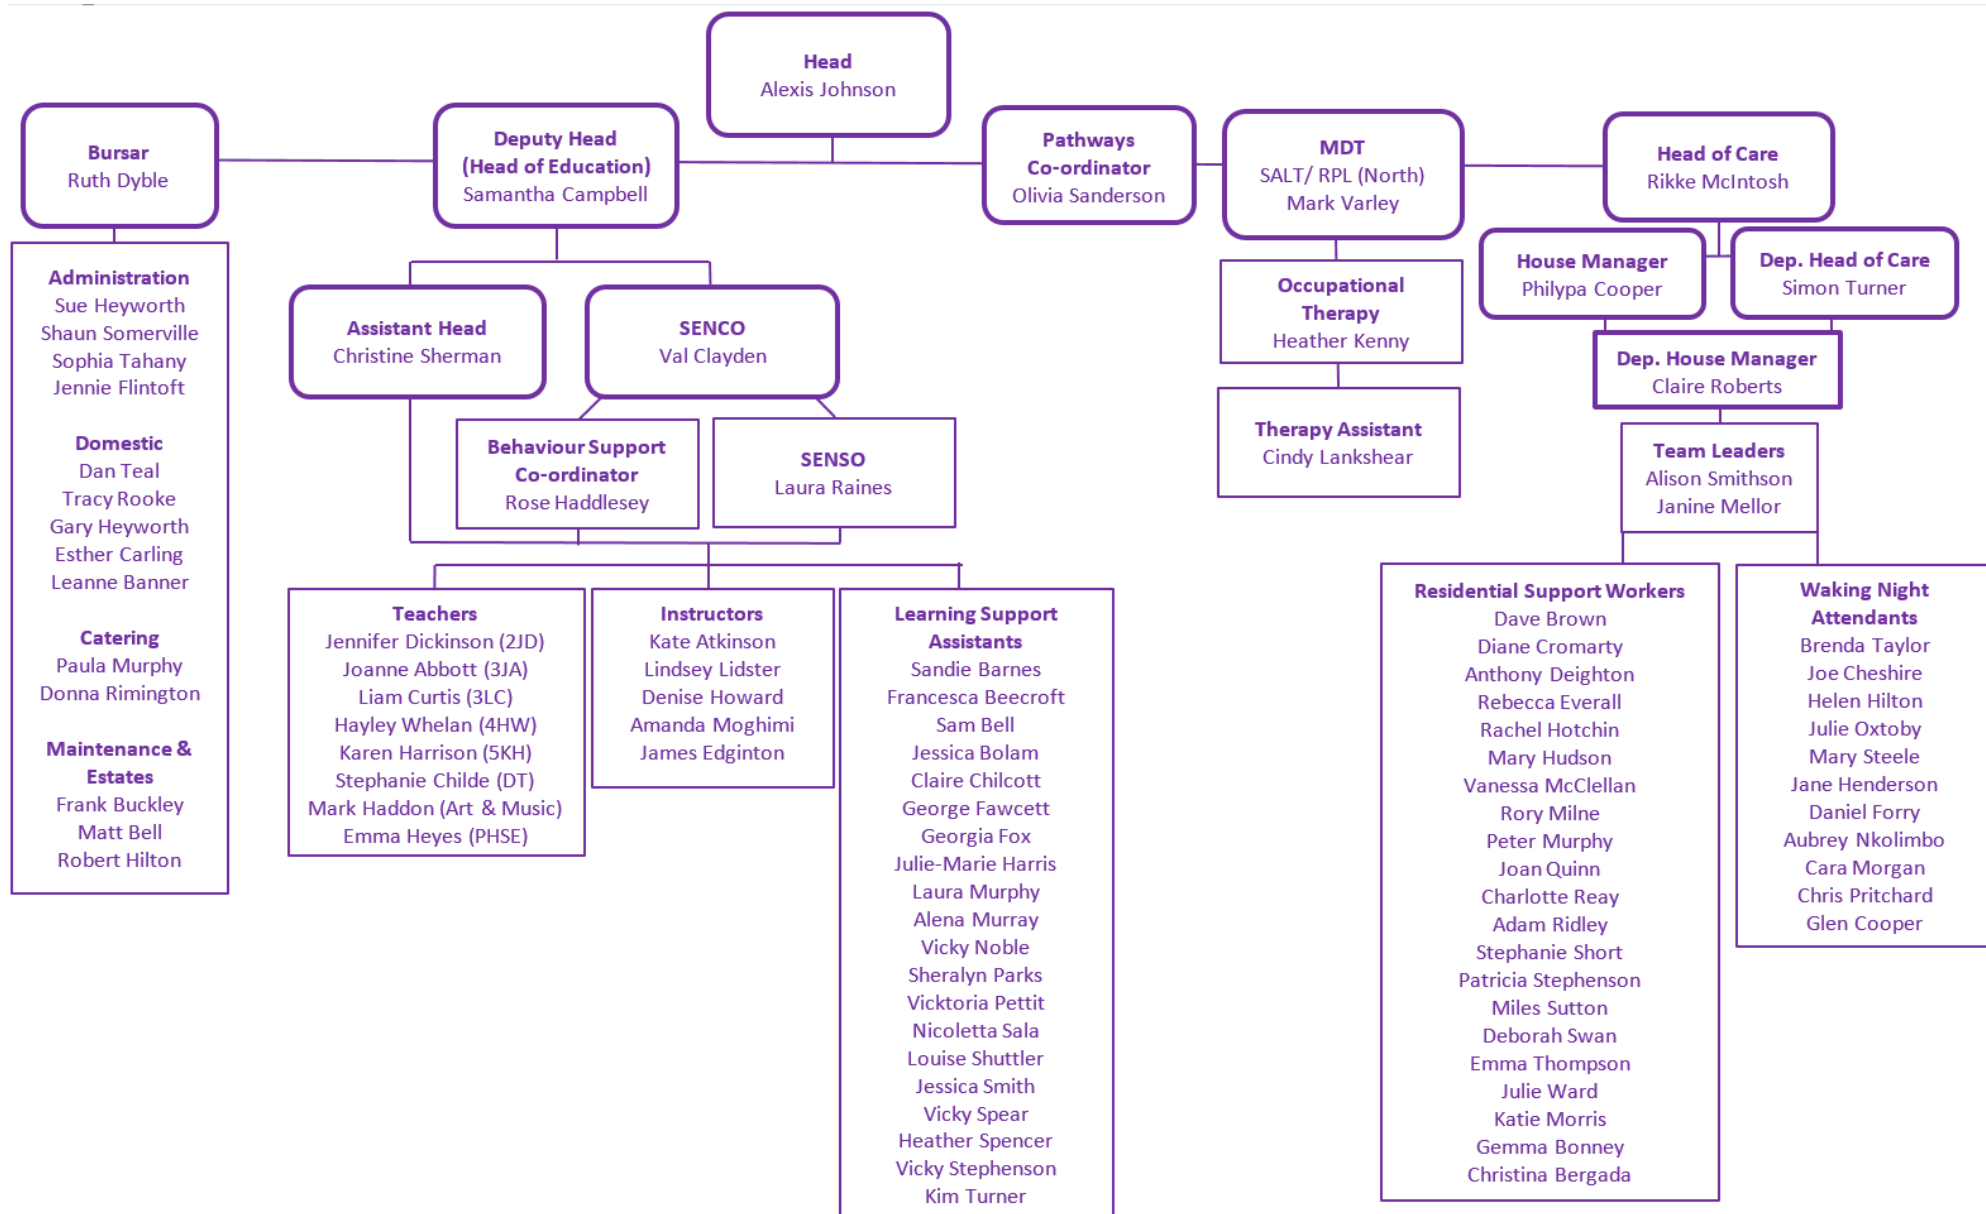 Head
Alexis Johnson
Bursar
Ruth Dyble
Deputy Head
(Head of Education)
Samantha Campbell
Pathways
Co-ordinator
Olivia Sanderson
MDT
SALT/ RPL (North)
Mark Varley
Head of Care
Rikke McIntosh
Administration
Sue Heyworth
Shaun Somerville
Sophia Tahany
Jennie Flintoft
Domestic
Dan Teal
Tracy Rooke
Gary Heyworth
Esther Carling
Leanne Banner
Catering
Paula Murphy
Donna Rimington
Maintenance &
Estates
Frank Buckley
Matt Bell
Robert Hilton
Assistant Head
Christine Sherman
SENCO
Val Clayden
Behaviour Support
Co-ordinator
Rose Haddlesey
SENSO
Laura Raines
Teachers
Jennifer Dickinson (2JD)
Joanne Abbott (3JA)
Liam Curtis (3LC)
Hayley Whelan (4HW)
Karen Harrison (5KH)
Stephanie Childe (DT)
Mark Haddon (Art & Music)
Emma Heyes (PHSE)
Instructors
Kate Atkinson
Lindsey Lidster
Denise Howard
Amanda Moghimi
James Edginton
Learning Support
Assistants
Sandie Barnes
Francesca Beecroft
Sam Bell
Jessica Bolam
Claire Chilcott
George Fawcett
Georgia Fox
Julie-Marie Harris
Laura Murphy
Alena Murray
Vicky Noble
Sheralyn Parks
Vicktoria Pettit
Nicoletta Sala
Louise Shuttler
Jessica Smith
Vicky Spear
Heather Spencer
Vicky Stephenson
Kim Turner
Occupational
Therapy
Heather Kenny
Therapy Assistant
Cindy Lankshear
House Manager
Philypa Cooper
Dep. Head of Care
Simon Turner
Dep. House Manager
Claire Roberts
Team Leaders
Alison Smithson
Janine Mellor
Residential Support Workers
Dave Brown
Diane Cromarty
Anthony Deighton
Rebecca Everall
Rachel Hotchin
Mary Hudson
Vanessa McClellan
Rory Milne
Peter Murphy
Joan Quinn
Charlotte Reay
Adam Ridley
Stephanie Short
Patricia Stephenson
Miles Sutton
Deborah Swan
Emma Thompson
Julie Ward
Katie Morris
Gemma Bonney
Christina Bergada
Waking Night
Attendants
Brenda Taylor
Joe Cheshire
Helen Hilton
Julie Oxtoby
Mary Steele
Jane Henderson
Daniel Forry
Aubrey Nkolimbo
Cara Morgan
Chris Pritchard
Glen Cooper